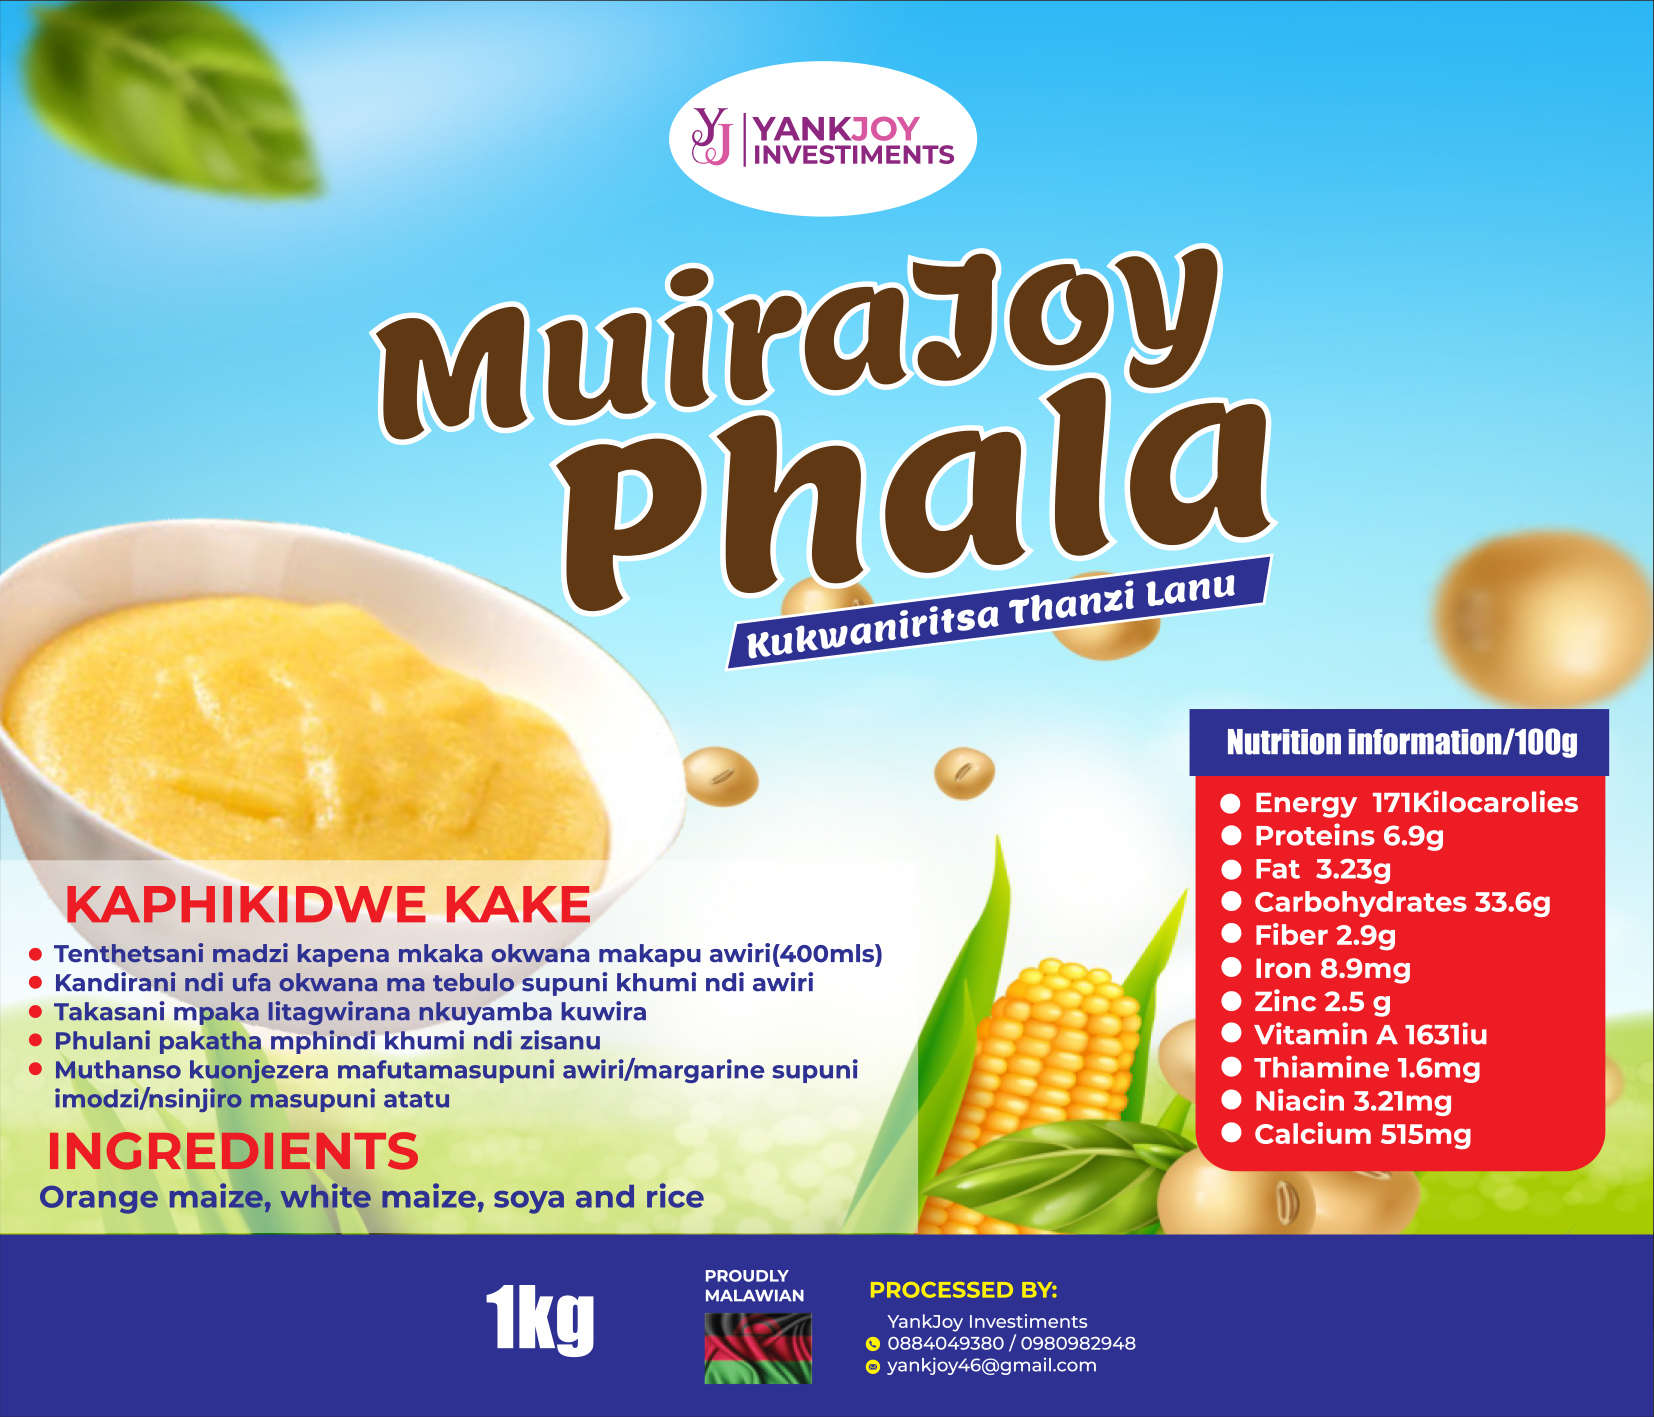 YJ
YANKJOY
INVESTIMENTS
MuiraJoy
Phala
Kukwaniritsa Thanzi Lanu
Nutrition information/100g
Energy 171Kilocarolies
Proteins 6.9g
Fat 3.23g
Carbohydrates 33.6g
Fiber 2.9g
Iron 8.9mg
Zinc 2.5 g
Vitamin A 1631iu
Thiamine 1.6mg
Niacin 3.21mg
Calcium 515mg
KAPHIKIDWE KAKE
Tenthetsani madzi kapena mkaka okwana makapu awiri(400mls)
Kandirani ndi ufa okwana ma tebulo supuni khumi ndi awiri
Takasani mpaka litagwirana nkuyamba kuwira
Phulani pakatha mphindi khumi ndi zisanu
Muthanso kuonjezera mafutamasupuni awiri/margarine supuni
imodzi/nsinjiro masupuni atatu
INGREDIENTS
Orange maize, white maize, soya and rice
1kg
PROUDLY
MALAWIAN
PROCESSED BY:
YankJoy Investiments
0884049380 / 0980982948
yankjoy46@gmail.com